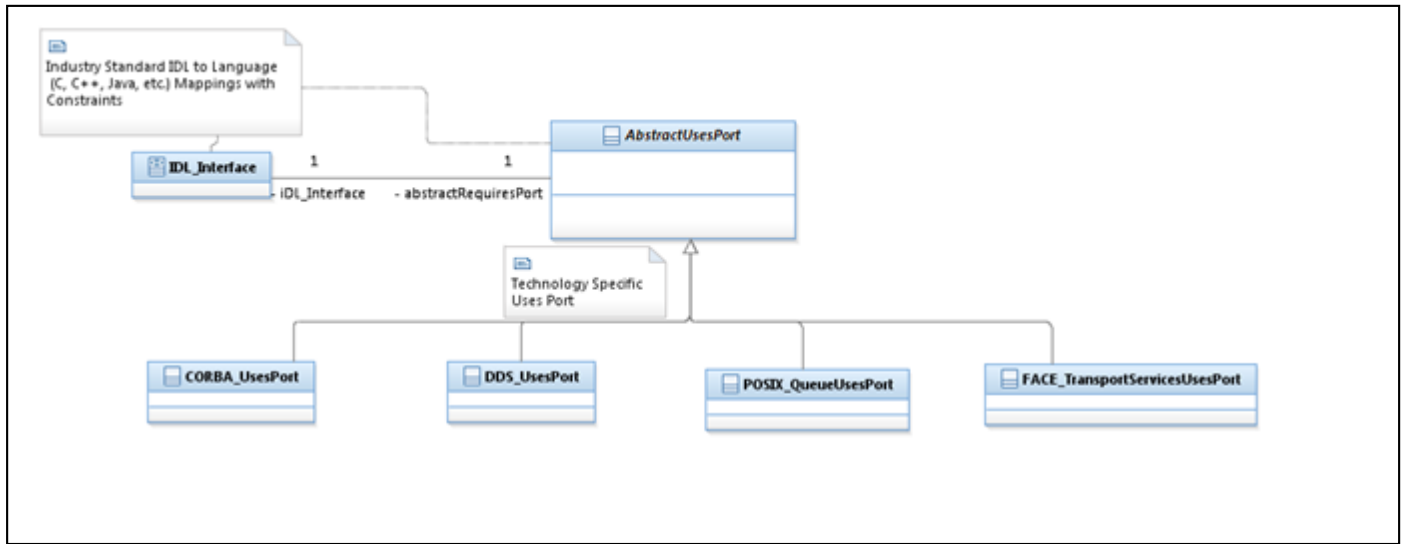 Industry Standard IDL to Language
(C, C++, Java, etc.) Mappings with
Constraints
AbstractUsesPort
IDL_Interface
1
1
- iDL_Interface
- abstractRequiresPort
Technology Specific
Uses Port
CORBA_UsesPort
DDS_UsesPort
POSIX_QueueUsesPort
FACE_TransportServicesUsesPort